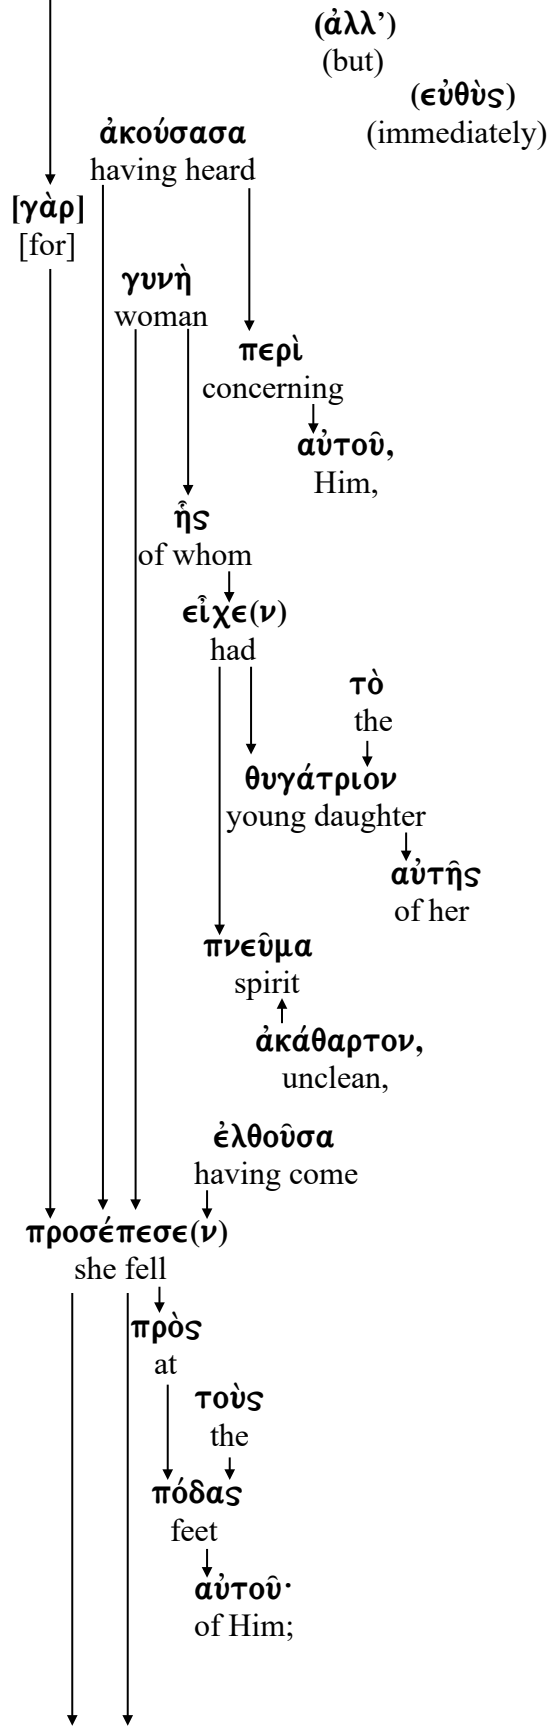 (ἀλλ’)
(but)
(εὐθὺς)
(immediately)
ἀκούσασα
having heard
[γὰρ]
[for]
γυνὴ
woman
περὶ
concerning
αὐτοῦ,
Him,
ἧς
of whom
εἶχε(ν)
had
τὸ
the
θυγάτριον
young daughter
αὐτῆς
of her
πνεῦμα
spirit
ἀκάθαρτον,
unclean,
ἐλθοῦσα
having come
προσέπεσε(ν)
she fell
πρὸς
at
τοὺς
the
πόδας
feet
αὐτοῦ·
of Him;